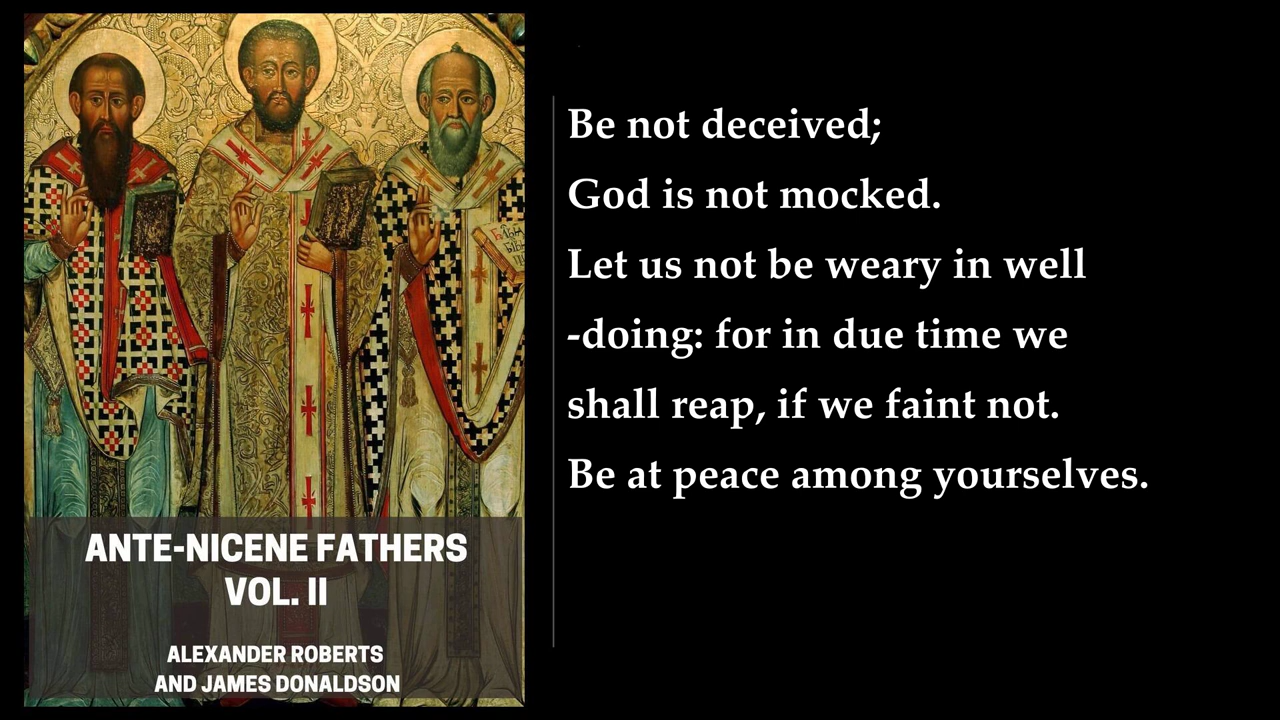 ANTE-NICENE FATHERS
VOL. II
ALEXANDER ROBERTS
AND JAMES DONALDSON
Be not deceived;
God is not mocked.
Let us not be weary in well
-doing: for in due time we
shall reap, if we faint not.
Be at peace among yourselves.